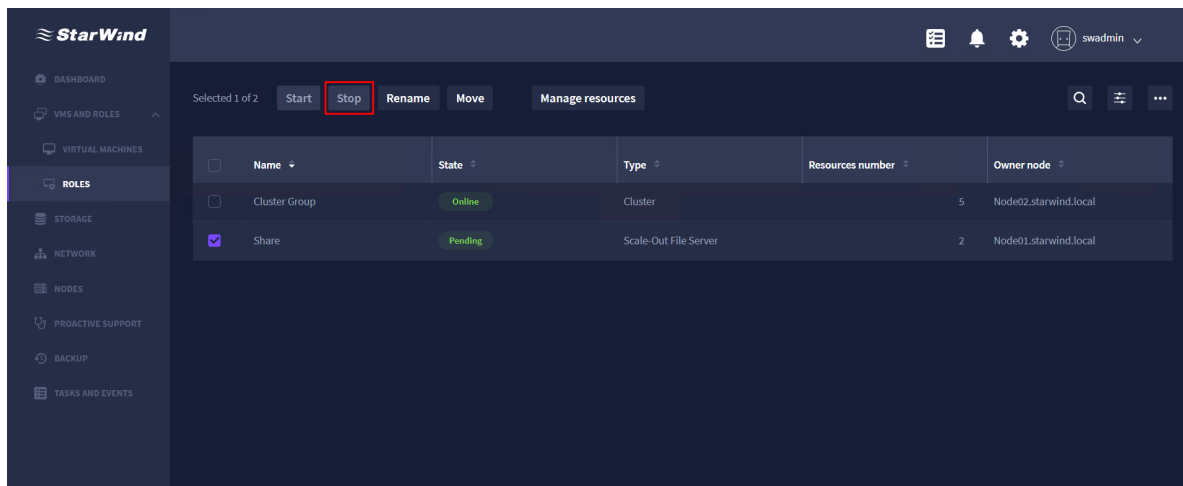 StarWind
swadmin
DASHBOARD
VMS AND ROLES
VIRTUAL MACHINES
ROLES
STORAGE
NETWORK
NODES
PROACTIVE SUPPORT
BACKUP
TASKS AND EVENTS
Selected 1 of 2 Start Stop Rename Move Manage resources
Name State Type Resources number Owner node
Cluster Group Online Cluster 5 Node02.starwind.local
Share Pending Scale-Out File Server 2 Node01.starwind.local